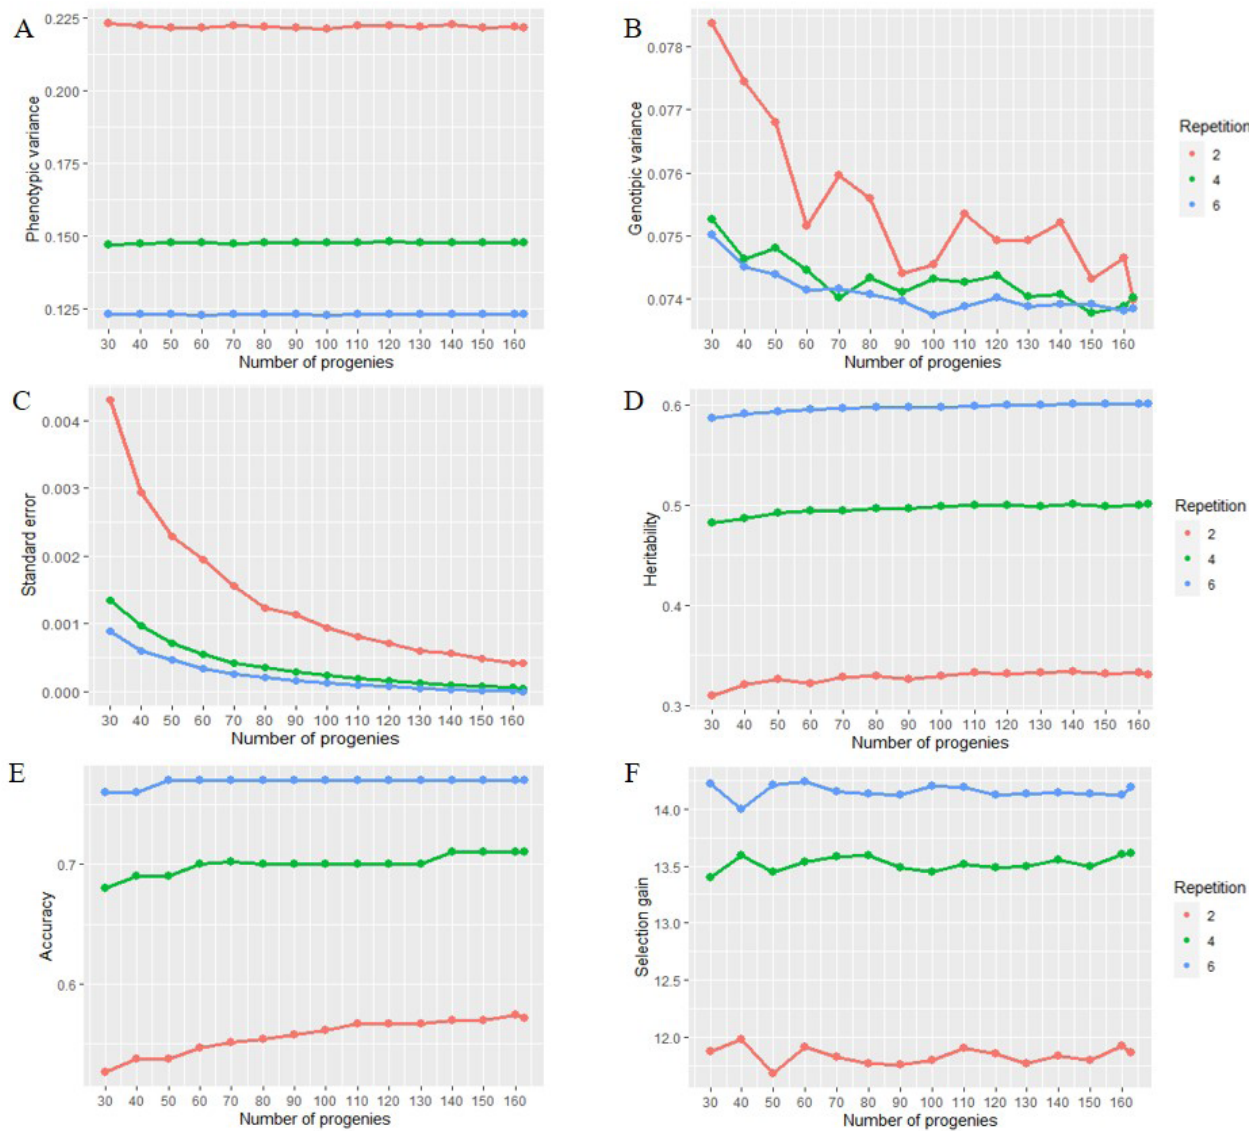 A
Phenotypic variance
0.225
0.200
0.175
0.150
0.125
30 40 50 60 70 80 90 100 110 120 130 140 150 160
Number of progenies
B
Genotipic variance
0.078
0.077
0.076
0.075
0.074
30 40 50 60 70 80 90 100 110 120 130 140 150 160
Number of progenies
Repetition
2
4
6
C
Standard error
0.004
0.003
0.002
0.001
0.000
30 40 50 60 70 80 90 100 110 120 130 140 150 160
Number of progenies
D
Heritability
0.6
0.5
0.4
0.3
30 40 50 60 70 80 90 100 110 120 130 140 150 160
Number of progenies
Repetition
2
4
6
E
Accuracy
0.7
0.6
30 40 50 60 70 80 90 100 110 120 130 140 150 160
Number of progenies
F
Selection gain
14.0
13.5
13.0
12.5
12.0
30 40 50 60 70 80 90 100 110 120 130 140 150 160
Number of progenies
Repetition
2
4
6